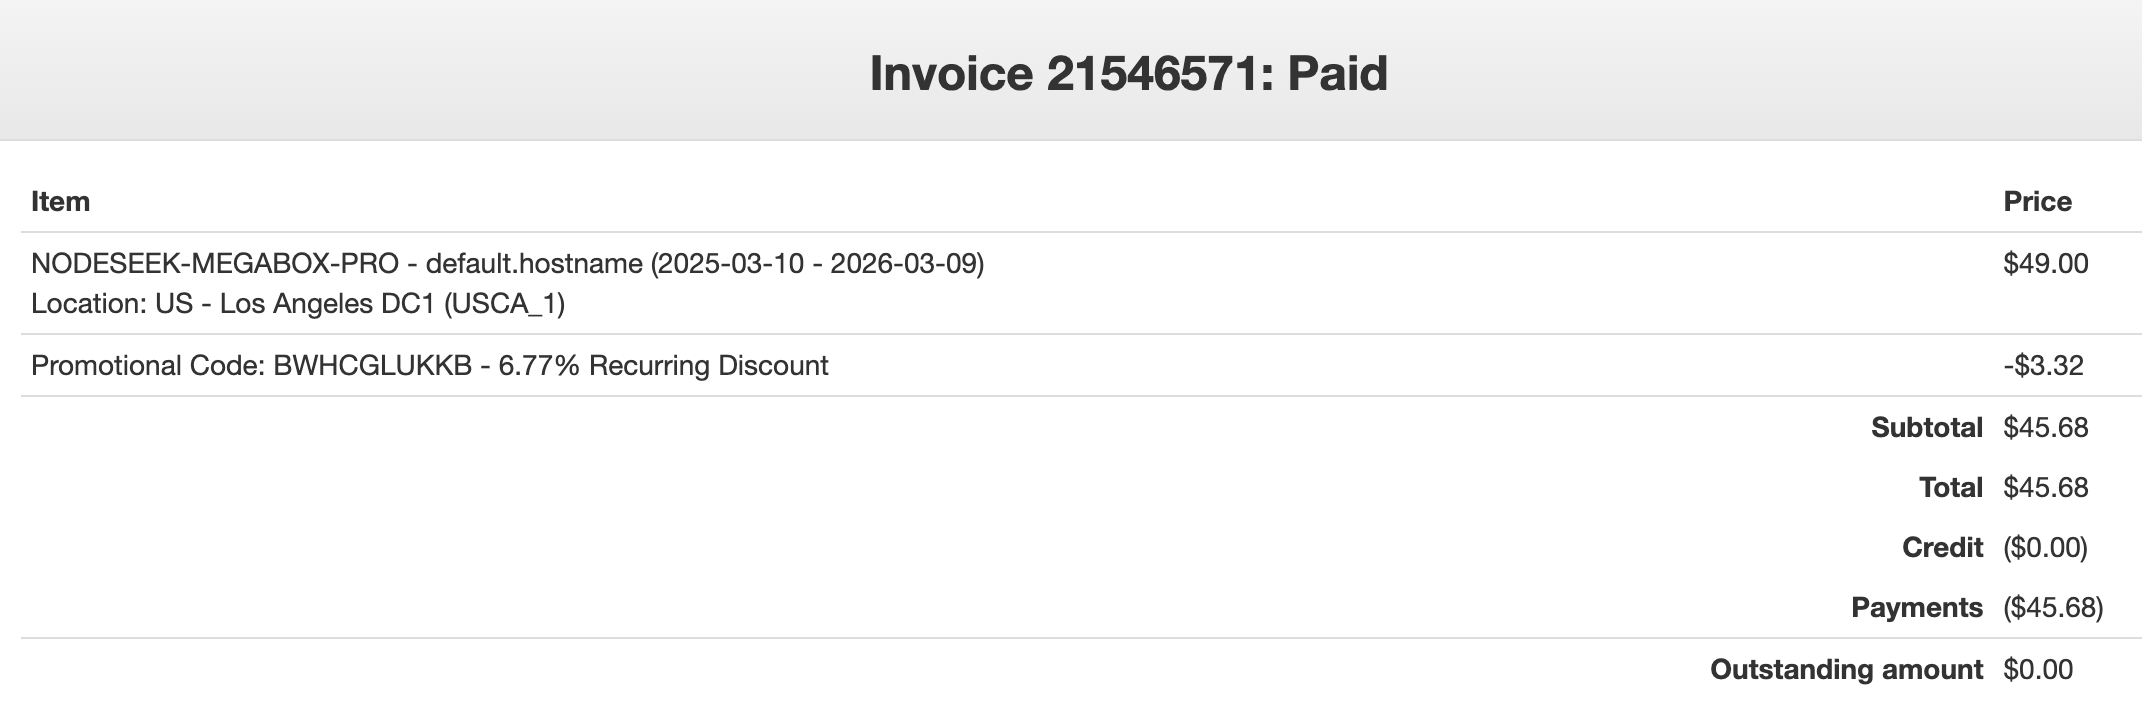 Invoice 21546571: Paid
Item Price
NODESEEK-MEGABOX-PRO - default.hostname (2025-03-10 - 2026-03-09) $49.00
Location: US - Los Angeles DC1 (USCA_1)
Promotional Code: BWHCGLUKKB - 6.77% Recurring Discount -$3.32
Subtotal $45.68
Total $45.68
Credit ($0.00)
Payments ($45.68)
Outstanding amount $0.00